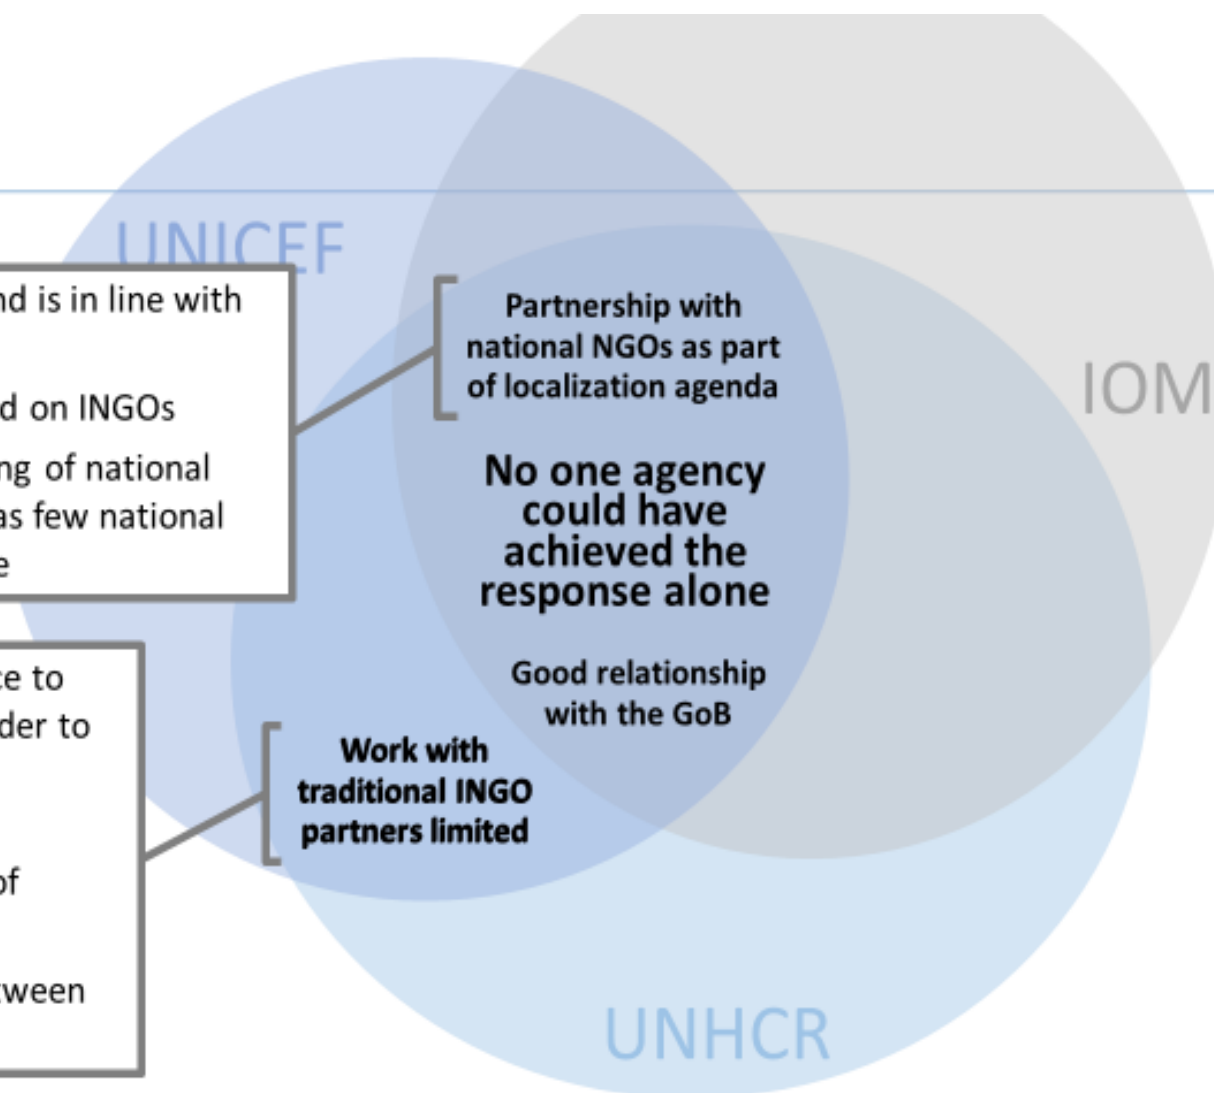 UNICEF
nd is in line with
d on INGOs
ng of national
as few national
e
ce to
der to
of
tween
Partnership with
national NGOs as part
of localization agenda
No one agency
could have
achieved the
response alone
Good relationship
with the GoB
Work with
traditional INGO
partners limited
IOM
UNHCR